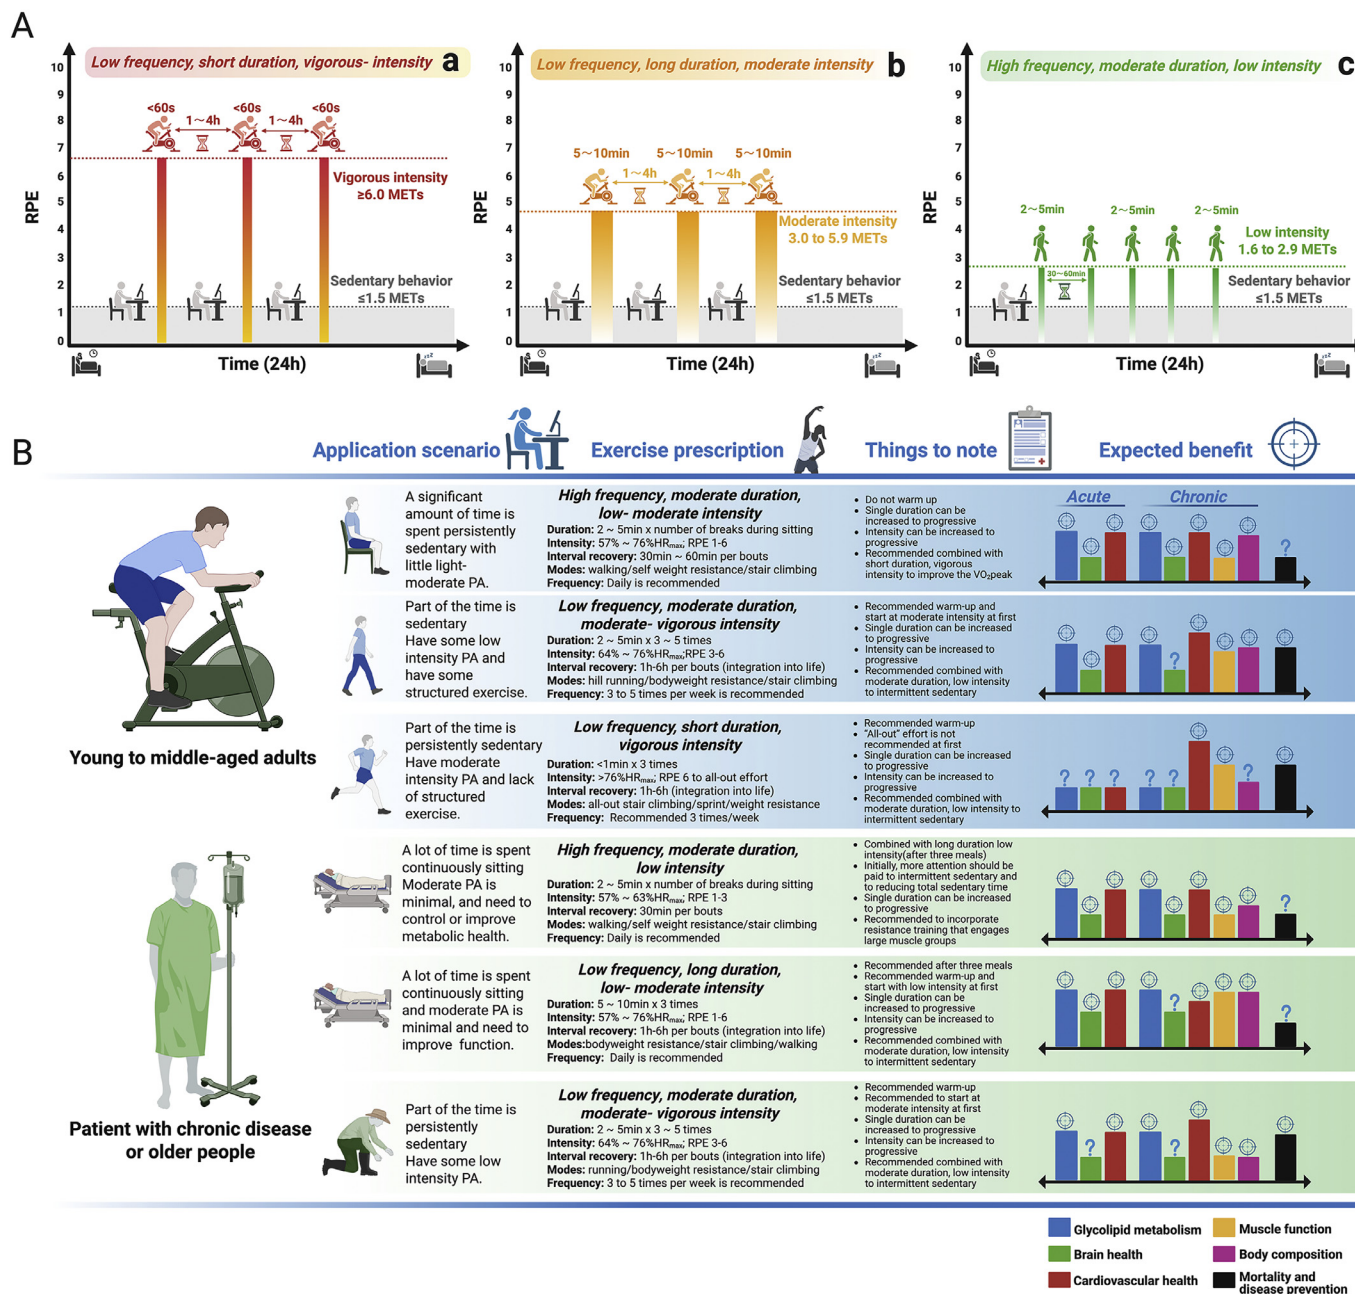 A
Low frequency, short duration, vigorous- intensity
a
10
9
8
7
6
5
4
3
2
1
0
RPE
<60s
<60s
<60s
1～4h
1～4h
Vigorous intensity
≥6.0 METs
Sedentary behavior
≤1.5 METs
Time (24h)
Low frequency, long duration, moderate intensity
b
10
9
8
7
6
5
4
3
2
1
0
RPE
5～10min
5～10min
5～10min
1～4h
1～4h
Moderate intensity
3.0 to 5.9 METs
Sedentary behavior
≤1.5 METs
Time (24h)
High frequency, moderate duration, low intensity
c
10
9
8
7
6
5
4
3
2
1
0
RPE
2～5min
2～5min
2～5min
30～60min
Low intensity
1.6 to 2.9 METs
Sedentary behavior
≤1.5 METs
Time (24h)
B
Application scenario
Exercise prescription
Things to note
Expected benefit
Young to middle-aged adults
A significant
amount of time is
spent persistently
sedentary with
little light-
moderate PA.
High frequency, moderate duration,
low- moderate intensity
Duration: 2 ~ 5min x number of breaks during sitting
Intensity: 57% ~ 76%HRmax; RPE 1-6
Interval recovery: 30min ~ 60min per bouts
Modes: walking/self weight resistance/stair climbing
Frequency: Daily is recommended
• Do not warm up
• Single duration can be
increased to progressive
• Intensity can be increased to
progressive
• Recommended combined with
short duration, vigorous
intensity to improve the VO₂peak
Acute
Chronic
?
Part of the time is
sedentary
Have some low
intensity PA and
have some
structured exercise.
Low frequency, moderate duration,
moderate- vigorous intensity
Duration: 2 ~ 5min x 3 ~ 5 times
Intensity: 64% ~ 76%HRmax;RPE 3-6
Interval recovery: 1h-6h per bouts (integration into life)
Modes: hill running/bodyweight resistance/stair climbing
Frequency: 3 to 5 times per week is recommended
• Recommended warm-up and
start at moderate intensity at first
• Single duration can be increased
to progressive
• Intensity can be increased to
progressive
• Recommended combined with
moderate duration, low intensity
to intermittent sedentary
?
Part of the time is
persistently sedentary
Have moderate
intensity PA and lack
of structured
exercise.
Low frequency, short duration,
vigorous intensity
Duration: <1min x 3 times
Intensity: >76%HRmax; RPE 6 to all-out effort
Interval recovery: 1h-6h (integration into life)
Modes: all-out stair climbing/sprint/weight resistance
Frequency: Recommended 3 times/week
• Recommended warm-up
• "All-out" effort is not
recommended at first
• Single duration can be increased
to progressive
• Intensity can be increased to
progressive
• Recommended combined with
moderate duration, low intensity to
intermittent sedentary
? ? ? ? ? ?
Patient with chronic disease
or older people
A lot of time is spent
continuously sitting
Moderate PA is
minimal, and need to
control or improve
metabolic health.
High frequency, moderate duration,
low intensity
Duration: 2 ~ 5min x number of breaks during sitting
Intensity: 57% ~ 63%HRmax; RPE 1-3
Interval recovery: 30min per bouts
Modes: walking/self weight resistance/stair climbing
Frequency: Daily is recommended
• Combined with long duration low
intensity(after three meals)
• Initially, more attention should be
paid to intermittent sedentary and
to reducing total sedentary time
• Single duration can be increased
to progressive
• Recommended to incorporate
resistance training that engages
large muscle groups
?
A lot of time is spent
continuously sitting
and moderate PA is
minimal and need to
improve function.
Low frequency, long duration,
low- moderate intensity
Duration: 5 ~ 10min x 3 times
Intensity: 57% ~ 76%HRmax; RPE 1-6
Interval recovery: 1h-6h per bouts (integration into life)
Modes:bodyweight resistance/stair climbing/walking
Frequency: Daily is recommended
• Recommended after three meals
• Recommended warm-up and
start with low intensity at first
• Single duration can be
increased to progressive
• Intensity can be increased to
progressive
• Recommended combined with
moderate duration, low intensity
to intermittent sedentary
? ?
Part of the time is
persistently
sedentary
Have some low
intensity PA.
Low frequency, moderate duration,
moderate- vigorous intensity
Duration: 2 ~ 5min x 3 ~ 5 times
Intensity: 64% ~ 76%HRmax; RPE 3-6
Interval recovery: 1h-6h per bouts (integration into life)
Modes: running/bodyweight resistance/stair climbing
Frequency: 3 to 5 times per week is recommended
• Recommended warm-up
• Recommended to start at
moderate intensity at first
• Single duration can be
increased to progressive
• Intensity can be increased to
progressive
• Recommended combined with
moderate duration, low intensity
to intermittent sedentary
? ?
Glycolipid metabolism
Brain health
Cardiovascular health
Muscle function
Body composition
Mortality and
disease prevention